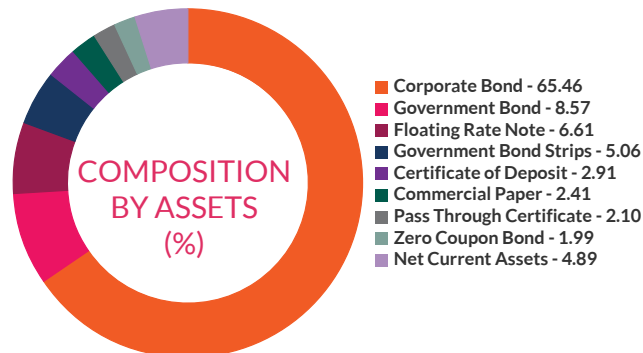 COMPOSITION
BY ASSETS
(%)
Corporate Bond - 65.46
Government Bond - 8.57
Floating Rate Note - 6.61
Government Bond Strips - 5.06
Certificate of Deposit - 2.91
Commercial Paper - 2.41
Pass Through Certificate - 2.10
Zero Coupon Bond - 1.99
Net Current Assets - 4.89